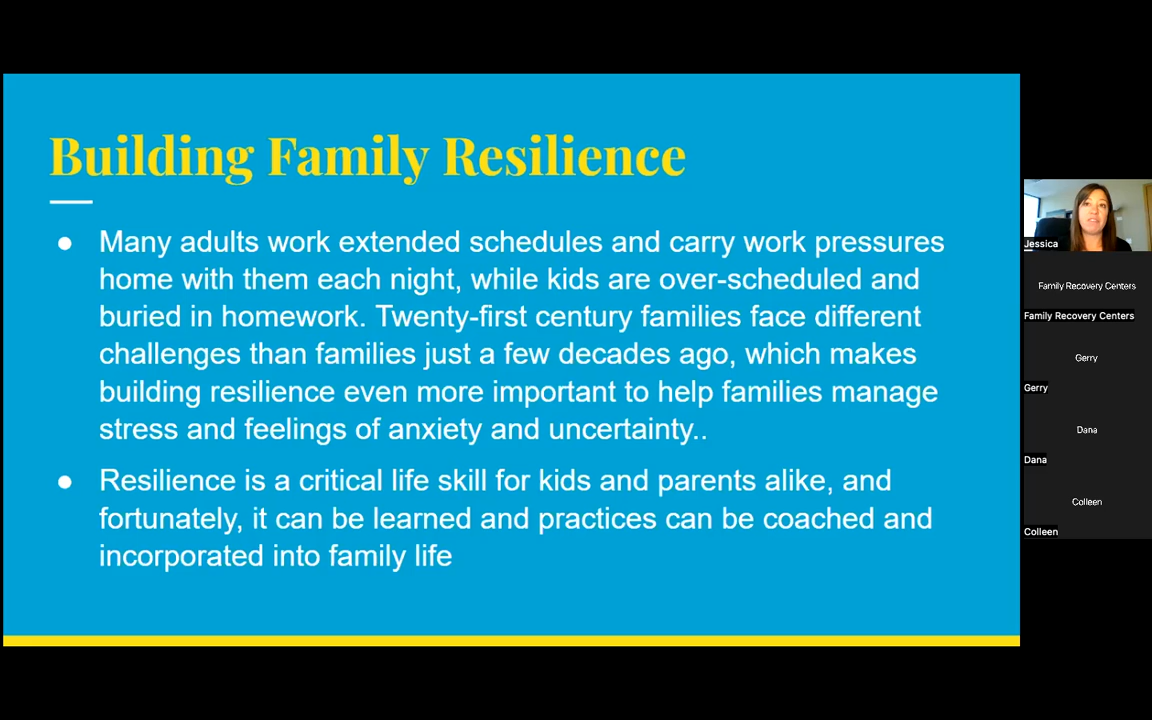 Building Family Resilience
● Many adults work extended schedules and carry work pressures
home with them each night, while kids are over-scheduled and
buried in homework. Twenty-first century families face different
challenges than families just a few decades ago, which makes
building resilience even more important to help families manage
stress and feelings of anxiety and uncertainty..
● Resilience is a critical life skill for kids and parents alike, and
fortunately, it can be learned and practices can be coached and
incorporated into family life
Jessica
Family Recovery Centers
Family Recovery Centers
Gerry
Gerry
Dana
Dana
Colleen
Colleen